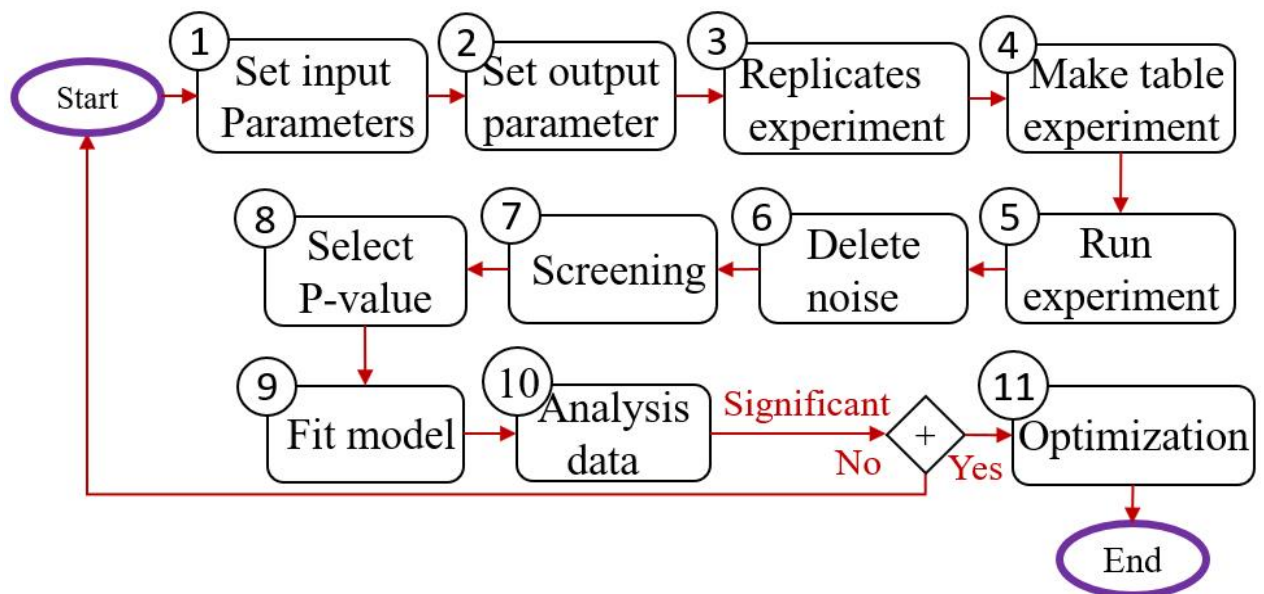 Start
1
Set input
Parameters
2
Set output
parameter
3
Replicates
experiment
4
Make table
experiment
5
Run
experiment
6
Delete
noise
7
Screening
8
Select
P-value
9
Fit model
10
Analysis
data
Significant
+
No
Yes
11
Optimization
End